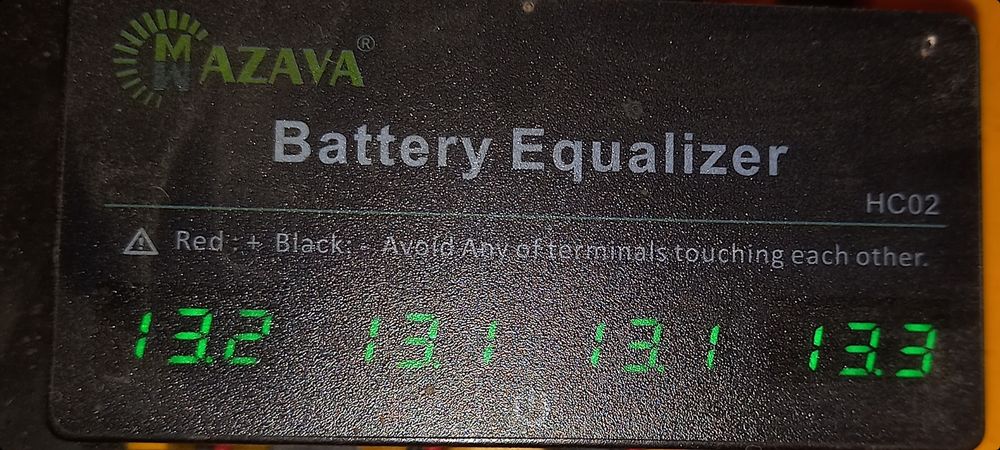 MAZAVA®
Battery Equalizer
HC02
Red : + Black: - Avoid Any of terminals touching each other.
13.2 13.1 13.1 13.3